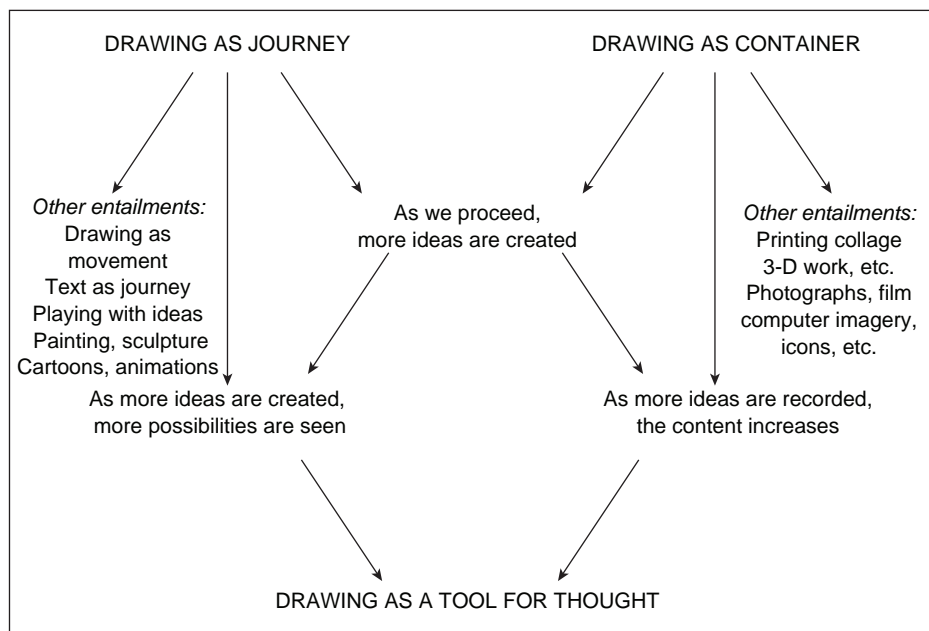 DRAWING AS JOURNEY
DRAWING AS CONTAINER
Other entailments:
Drawing as
movement
Text as journey
Playing with ideas
Painting, sculpture
Cartoons, animations
As we proceed,
more ideas are created
Other entailments:
Printing collage
3-D work, etc.
Photographs, film
computer imagery,
icons, etc.
As more ideas are created,
more possibilities are seen
As more ideas are recorded,
the content increases
DRAWING AS A TOOL FOR THOUGHT